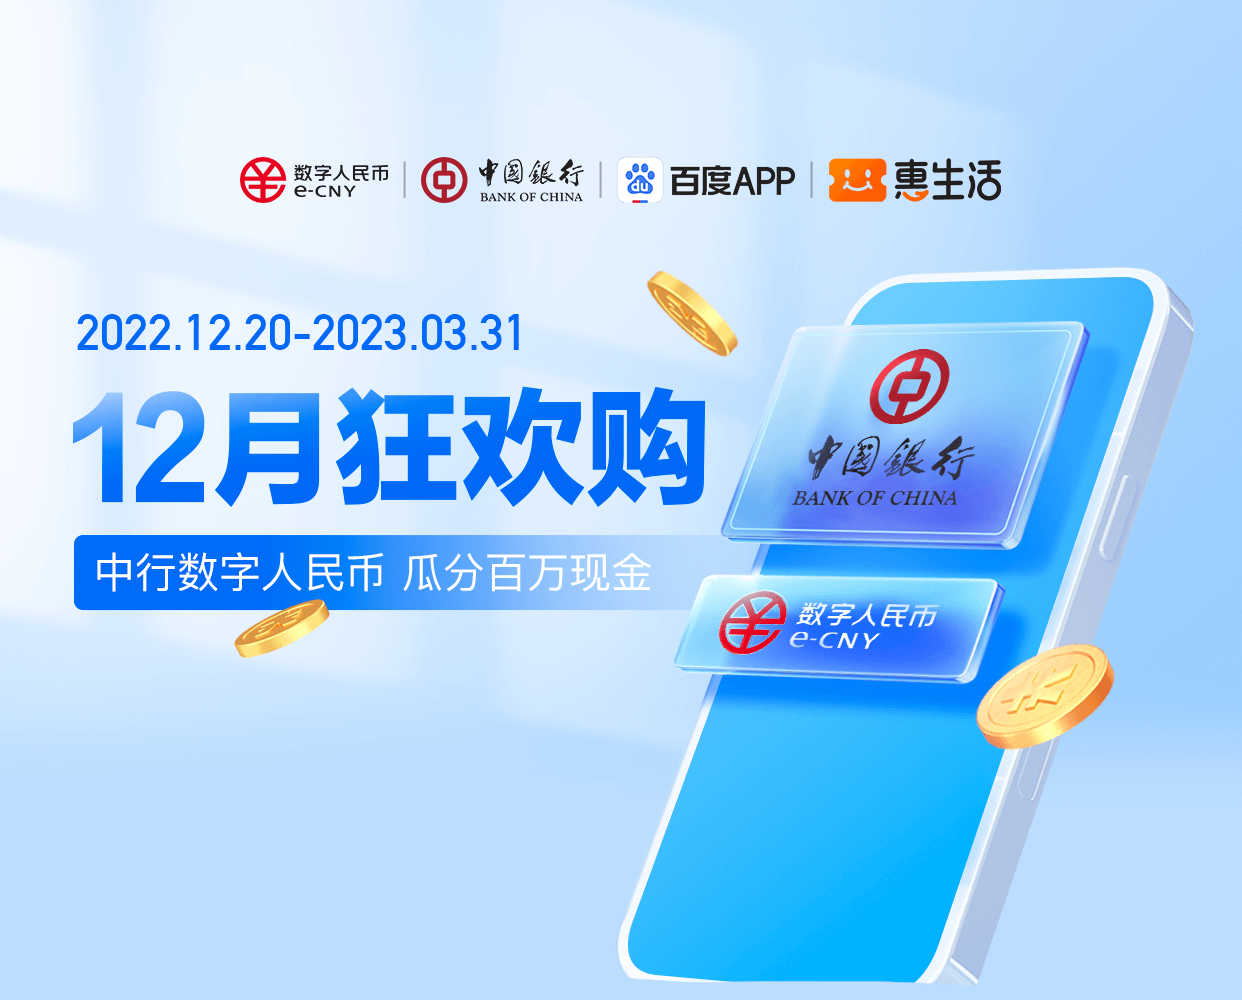 数字人民币
e-CNY
中国銀行
BANK OF CHINA
百度APP
惠生活
2022.12.20-2023.03.31
12月狂欢购
中行数字人民币 瓜分百万现金
中国銀行
BANK OF CHINA
数字人民币
e-CNY